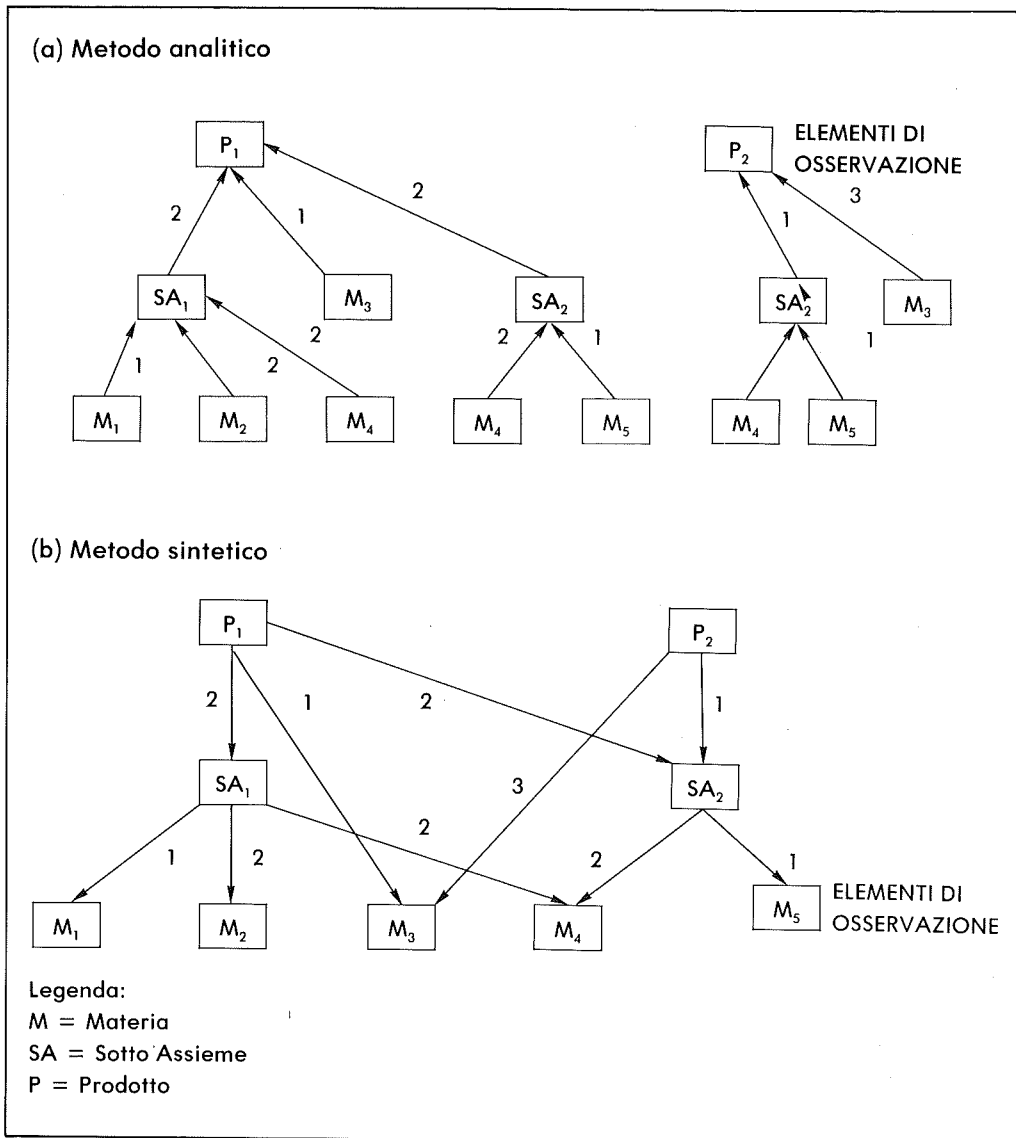 (a) Metodo analitico
P₁
P₂
ELEMENTI DI
OSSERVAZIONE
2
1
2
1
3
SA₁
M₃
SA₂
SA₂
M₃
1
2
2
2
1
1
M₁
M₂
M₄
M₄
M₅
M₄
M₅
(b) Metodo sintetico
P₁
P₂
2
1
2
1
3
SA₁
SA₂
1
2
2
2
1
M₁
M₂
M₃
M₄
M₅
ELEMENTI DI
OSSERVAZIONE
Legenda:
M = Materia
SA = Sotto Assieme
P = Prodotto